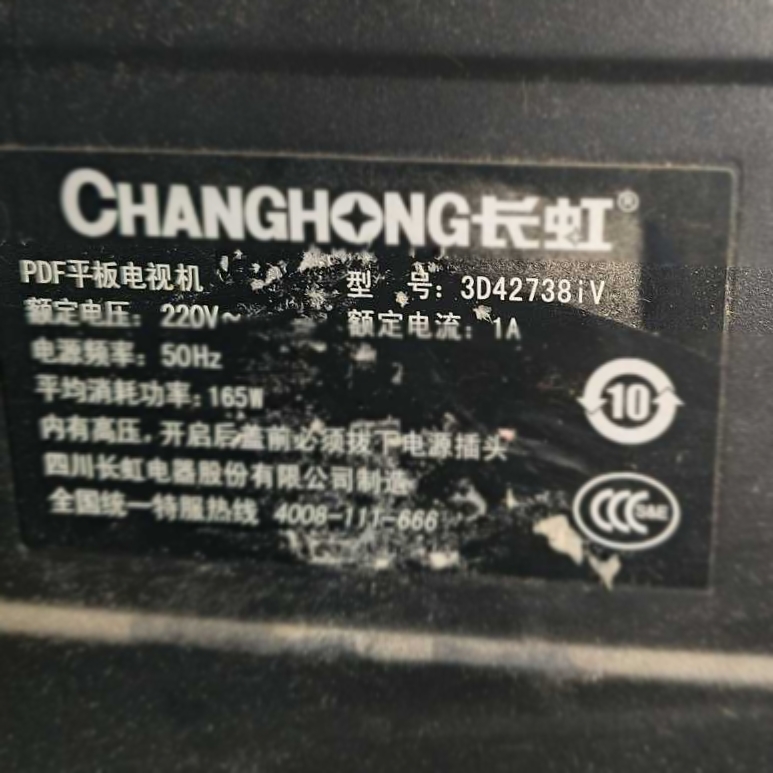 CHANGHONG长虹®
PDF平板电视机 型 号: 3D42738iV
额定电压: 220V~ 额定电流: 1A
电源频率: 50Hz
平均消耗功率: 165W
内有高压,开启后盖前必须拔下电源插头
四川长虹电器股份有限公司制造
全国统一特服热线 4008-111-666
10
CCC S&E